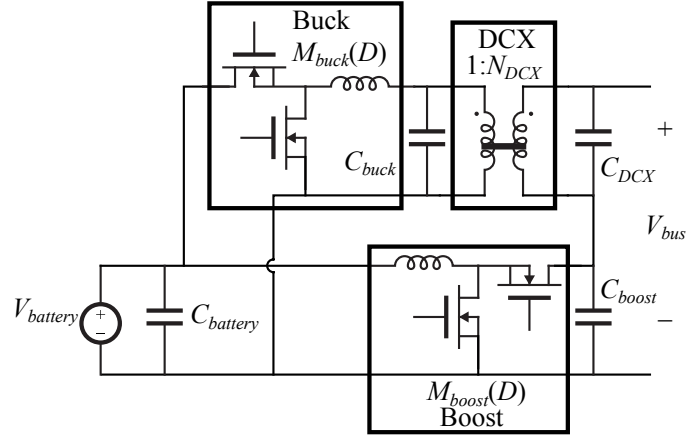 Buck
M_buck(D)
DCX
1:N_DCX
C_buck
+
C_DCX
V_bus
V_battery
+
−
C_battery
C_boost
−
M_boost(D)
Boost